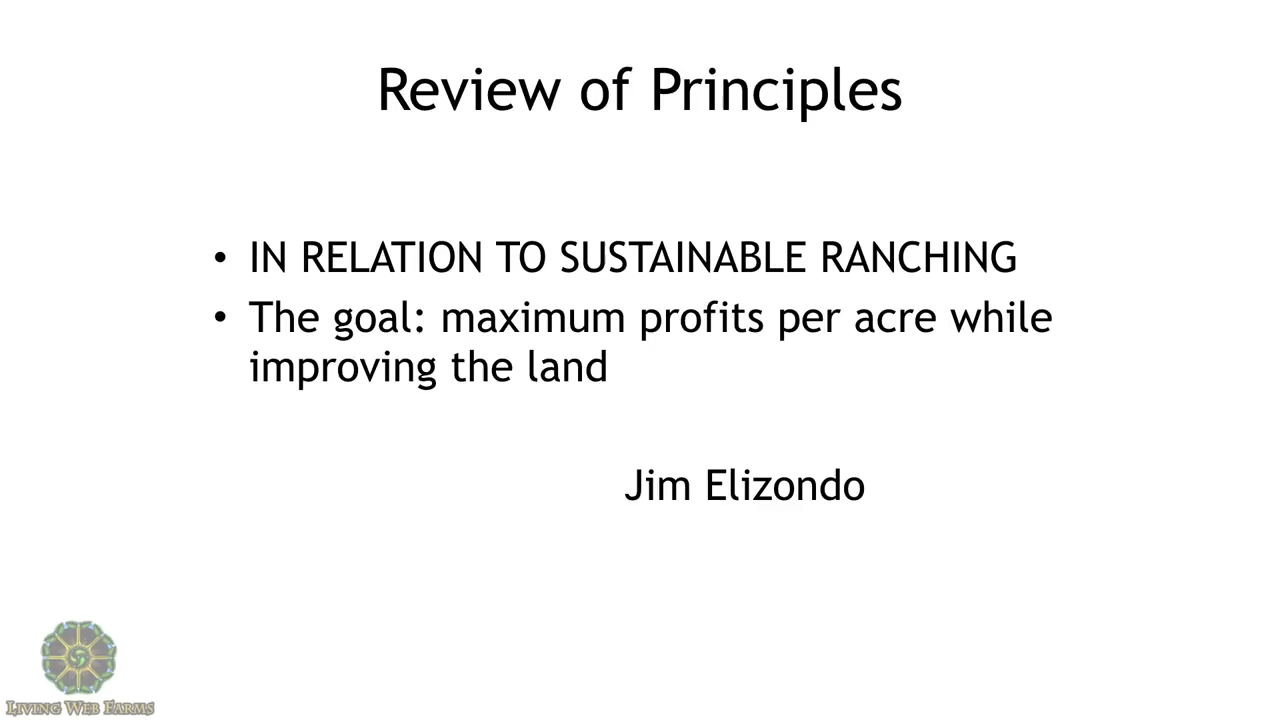 Review of Principles
• IN RELATION TO SUSTAINABLE RANCHING
• The goal: maximum profits per acre while
improving the land
Jim Elizondo
LIVING WEB FARMS